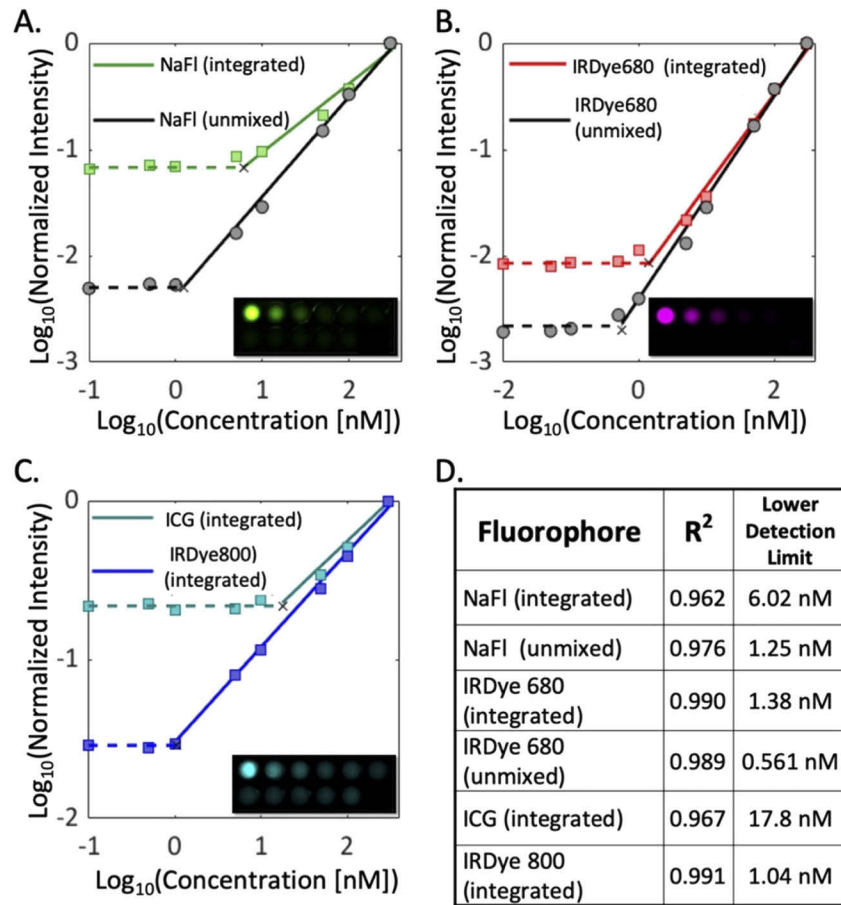 A.
Log10(Normalized Intensity)
0
-1
-2
-3
NaFl (integrated)
NaFl (unmixed)
-1
0
1
2
Log10(Concentration [nM])
B.
Log10(Normalized Intensity)
0
-1
-2
-3
IRDye680 (integrated)
IRDye680
(unmixed)
-2
0
2
Log10(Concentration [nM])
C.
Log10(Normalized Intensity)
0
-1
-2
ICG (integrated)
IRDye800)
(integrated)
-1
0
1
2
Log10(Concentration [nM])
D.
Fluorophore
R2
Lower
Detection
Limit
NaFl (integrated) 0.962 6.02 nM
NaFl (unmixed) 0.976 1.25 nM
IRDye 680
(integrated) 0.990 1.38 nM
IRDye 680
(unmixed) 0.989 0.561 nM
ICG (integrated) 0.967 17.8 nM
IRDye 800
(integrated) 0.991 1.04 nM